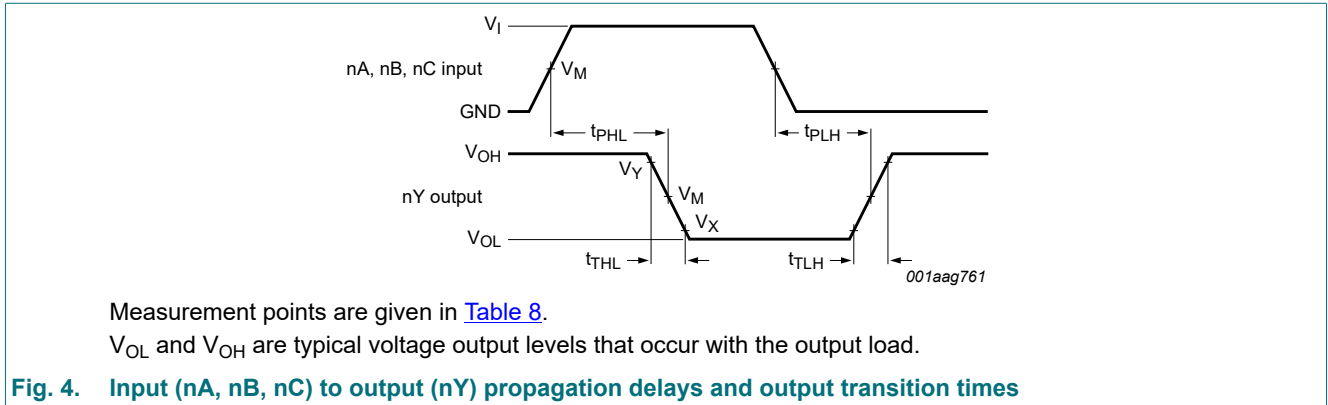 V_I
nA, nB, nC input
V_M
GND
t_PHL
t_PLH
V_OH
V_Y
nY output
V_M
V_X
V_OL
t_THL
t_TLH
001aag761
Measurement points are given in Table 8.
V_OL and V_OH are typical voltage output levels that occur with the output load.
Fig. 4. Input (nA, nB, nC) to output (nY) propagation delays and output transition times